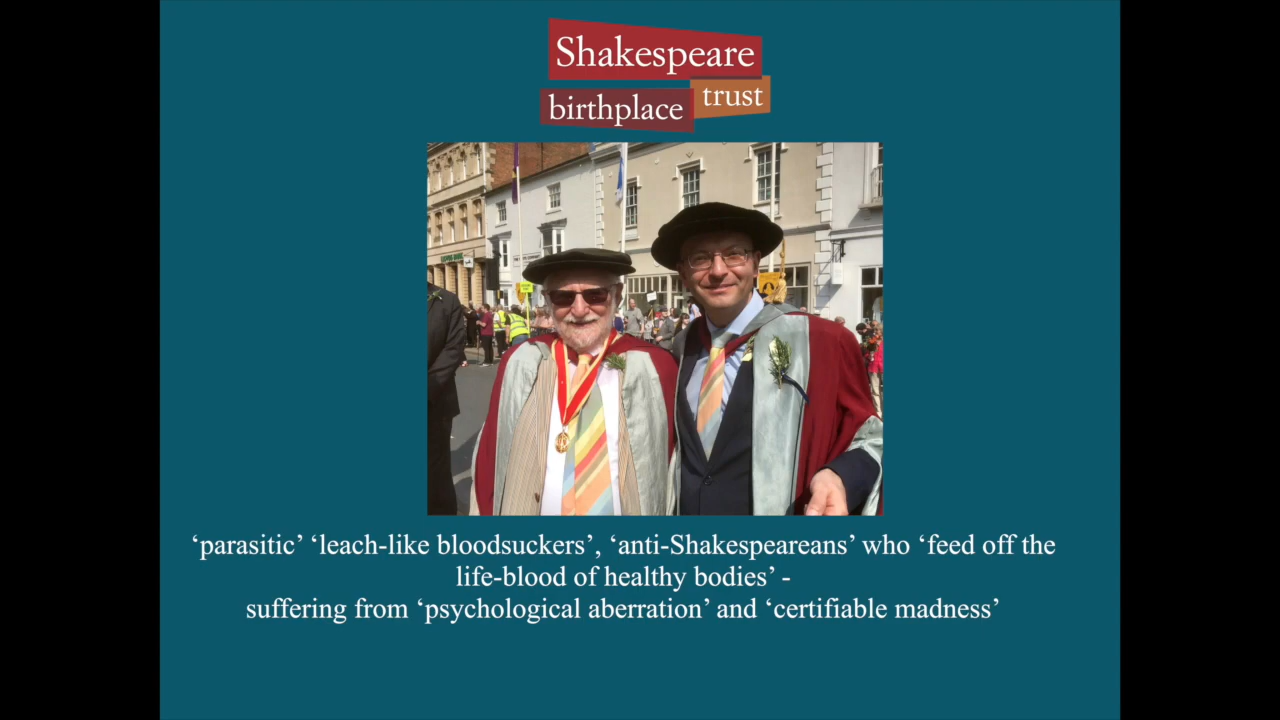 Shakespeare
birthplace trust
‘parasitic’ ‘leach-like bloodsuckers’, ‘anti-Shakespeareans’ who ‘feed off the
life-blood of healthy bodies’ -
suffering from ‘psychological aberration’ and ‘certifiable madness’